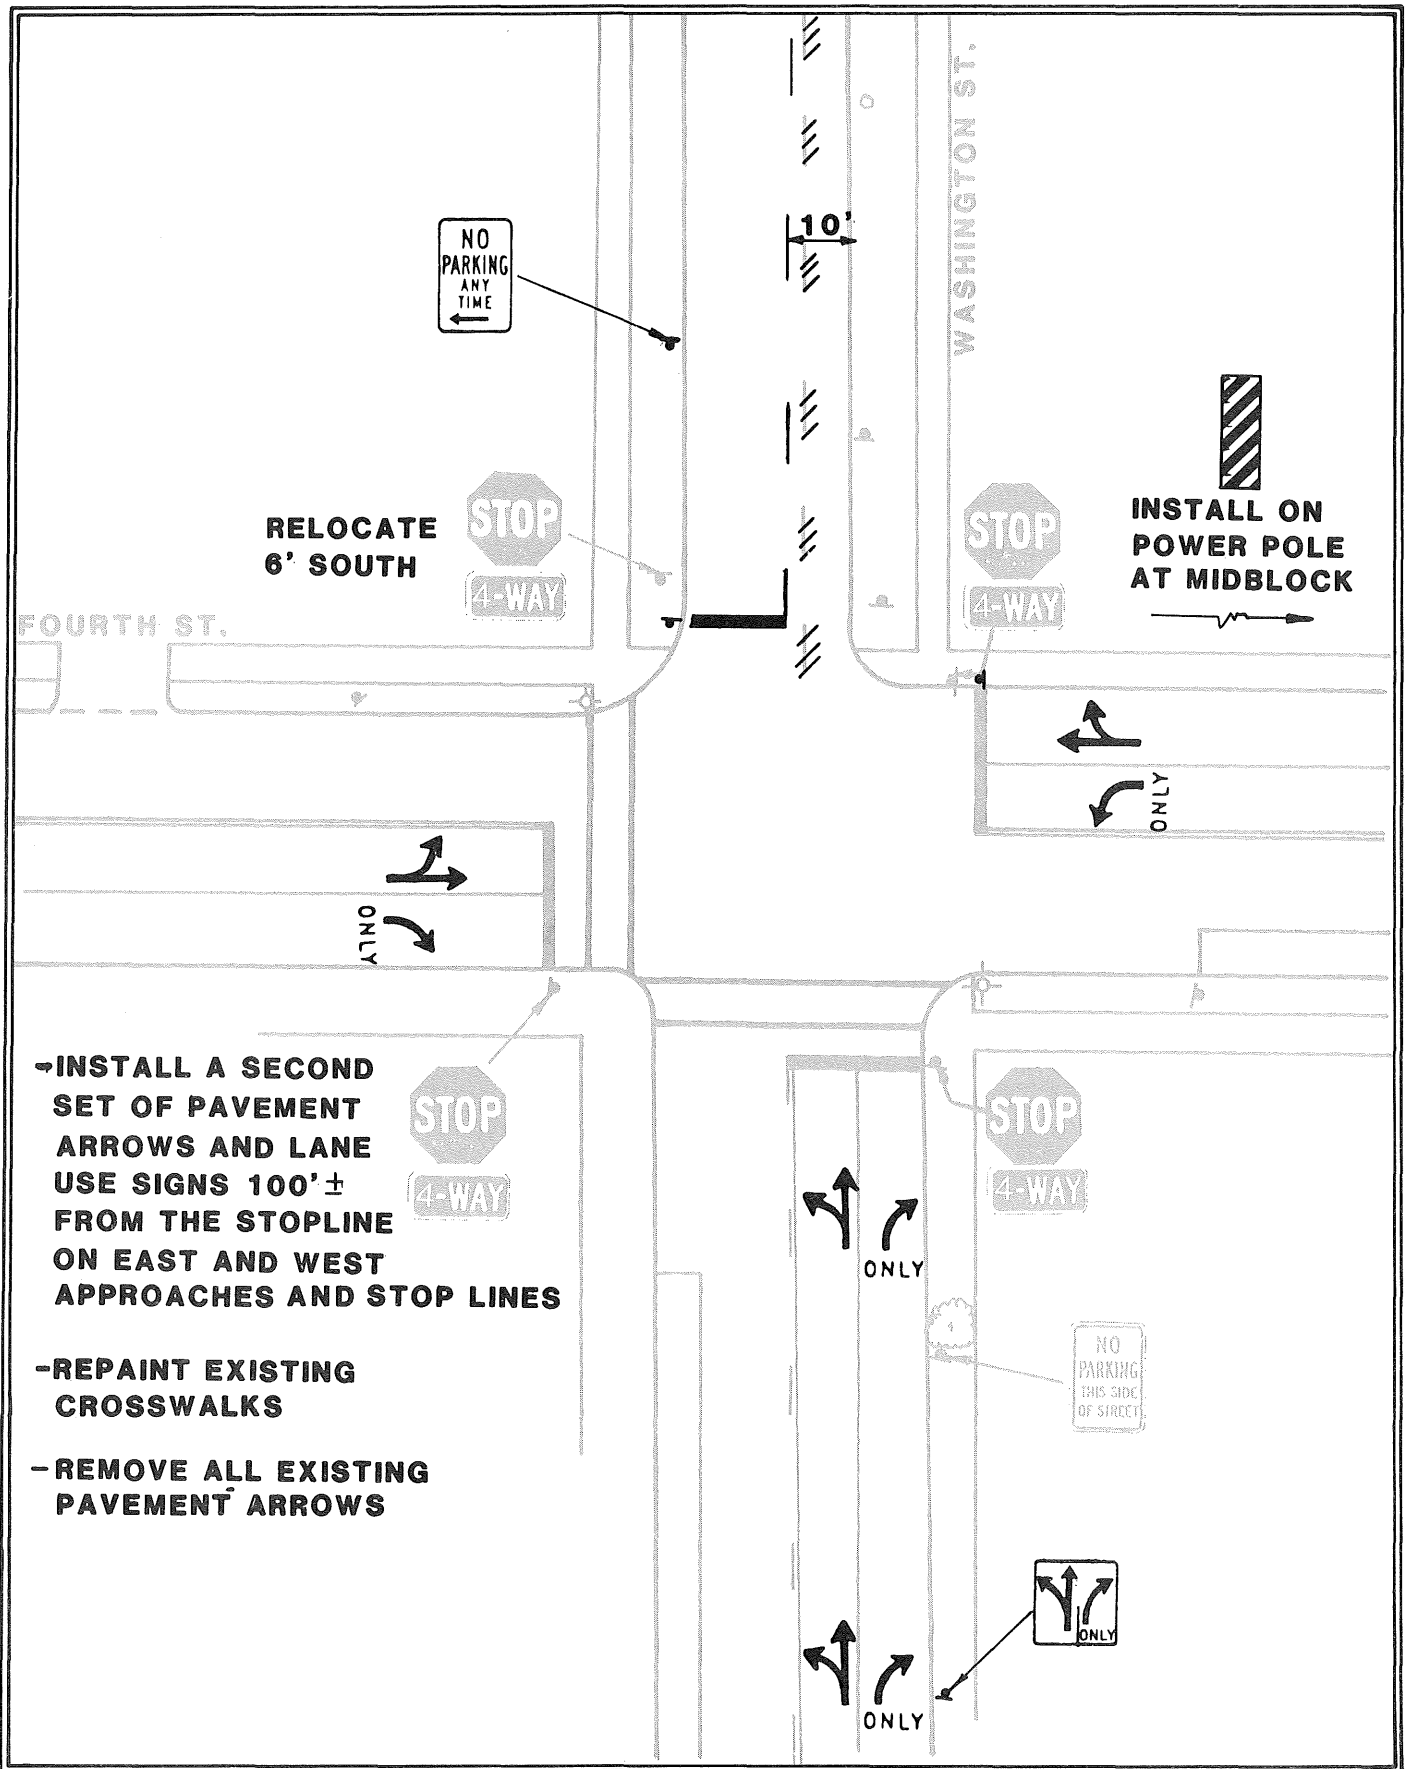 WASHINGTON ST.
10'
NO
PARKING
ANY
TIME
STOP
4-WAY
RELOCATE
6' SOUTH
STOP
4-WAY
INSTALL ON
POWER POLE
AT MIDBLOCK
FOURTH ST.
ONLY
ONLY
-INSTALL A SECOND
SET OF PAVEMENT
ARROWS AND LANE
USE SIGNS 100'±
FROM THE STOPLINE
ON EAST AND WEST
APPROACHES AND STOP LINES
STOP
4-WAY
STOP
4-WAY
ONLY
4
NO
PARKING
THIS SIDE
OF STREET
-REPAINT EXISTING
CROSSWALKS
-REMOVE ALL EXISTING
PAVEMENT ARROWS
ONLY
ONLY